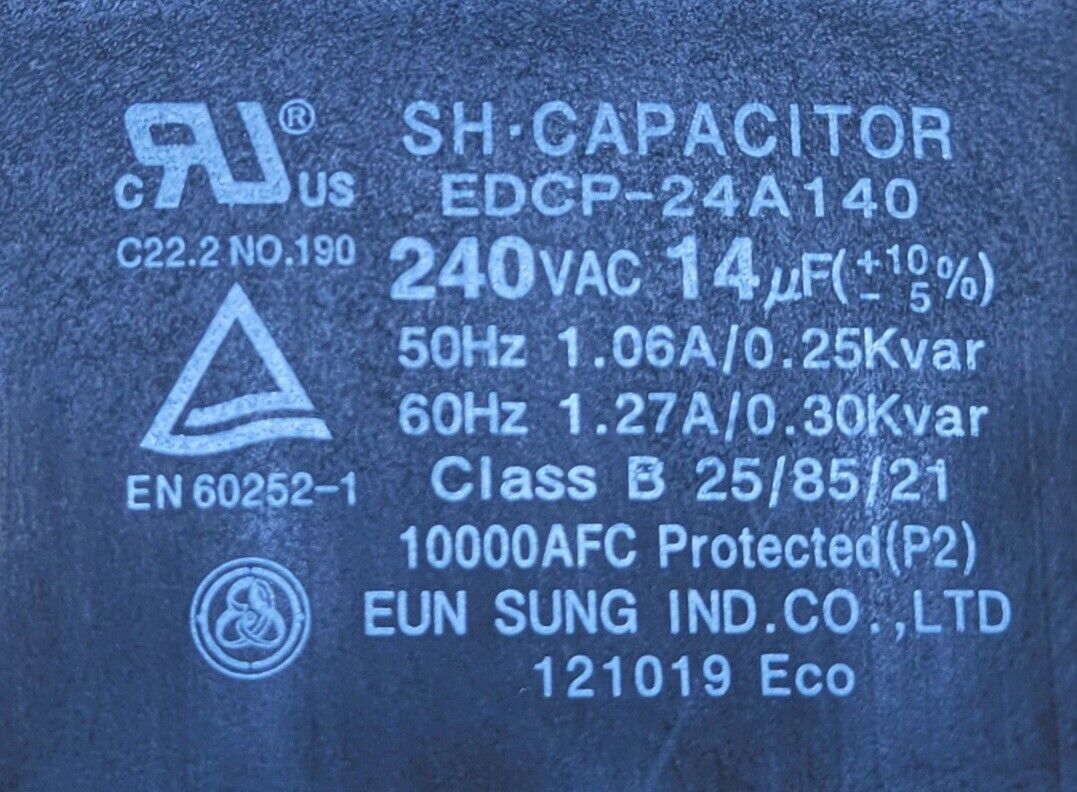 cRUus®
C22.2 NO.190
EN 60252-1
SH·CAPACITOR
EDCP-24A140
240VAC 14µF(+10 -5%)
50Hz 1.06A/0.25Kvar
60Hz 1.27A/0.30Kvar
Class B 25/85/21
10000AFC Protected(P2)
EUN SUNG IND.CO.,LTD
121019 Eco